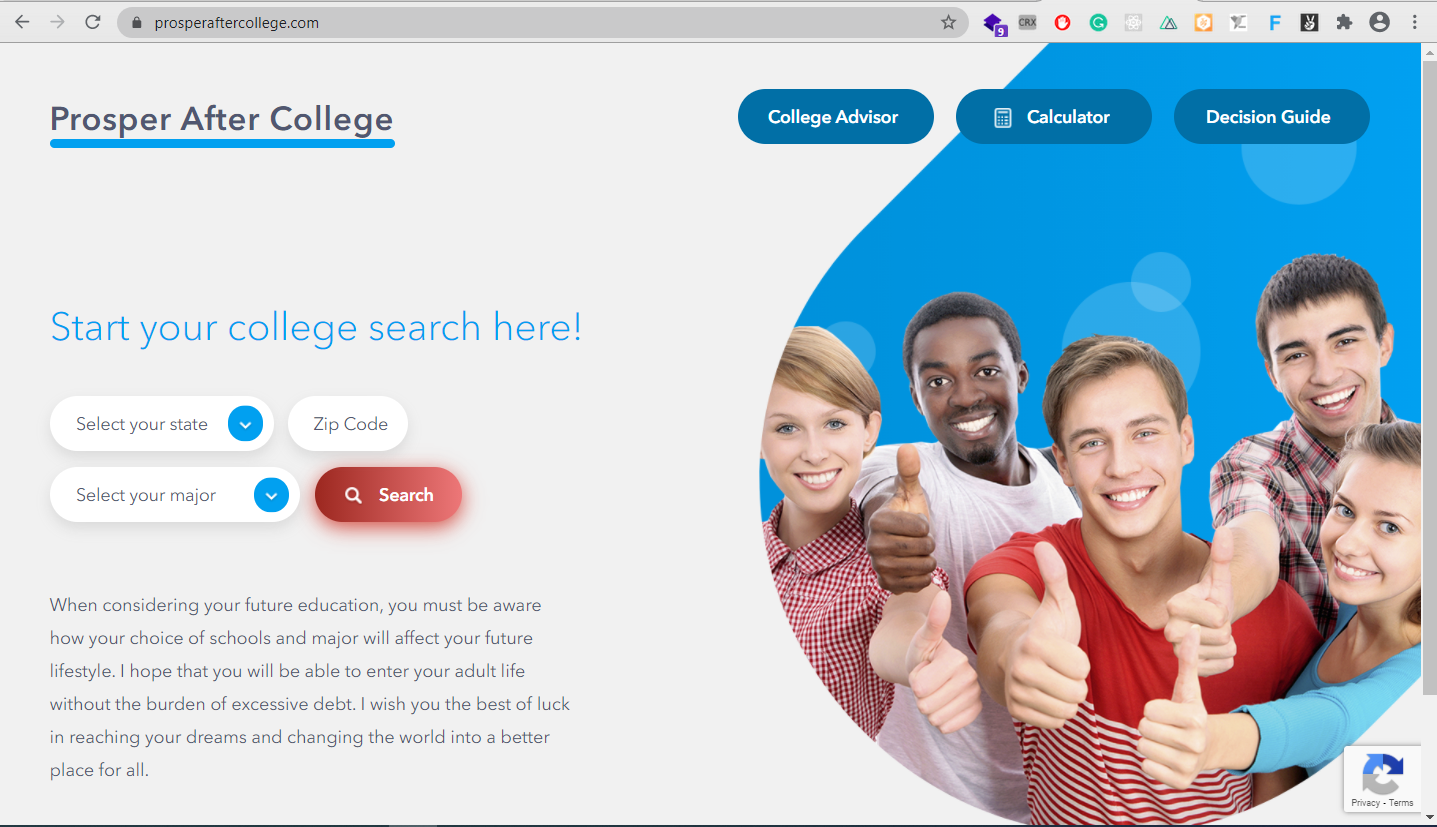 prosperaftercollege.com
CRX
9
F
Prosper After College
College Advisor
Calculator
Decision Guide
Start your college search here!
Select your state
Zip Code
Select your major
Search
When considering your future education, you must be aware
how your choice of schools and major will affect your future
lifestyle. I hope that you will be able to enter your adult life
without the burden of excessive debt. I wish you the best of luck
in reaching your dreams and changing the world into a better
place for all.
Privacy - Terms